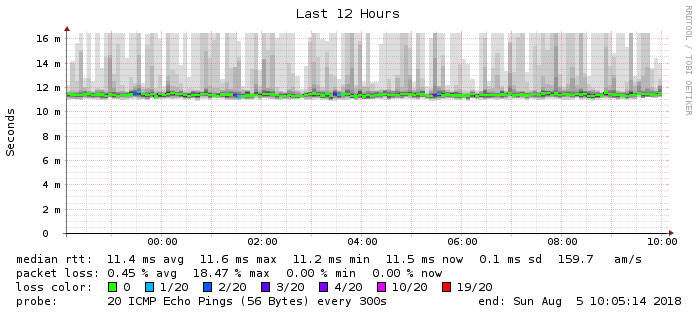 Last 12 Hours
RRDTOOL / TOBI OETIKER
Seconds
16 m
14 m
12 m
10 m
8 m
6 m
4 m
2 m
0
00:00 02:00 04:00 06:00 08:00 10:00
median rtt: 11.4 ms avg 11.6 ms max 11.2 ms min 11.5 ms now 0.1 ms sd 159.7 am/s
packet loss: 0.45 % avg 18.47 % max 0.00 % min 0.00 % now
loss color: 0 1/20 2/20 3/20 4/20 10/20 19/20
probe: 20 ICMP Echo Pings (56 Bytes) every 300s end: Sun Aug 5 10:05:14 2018